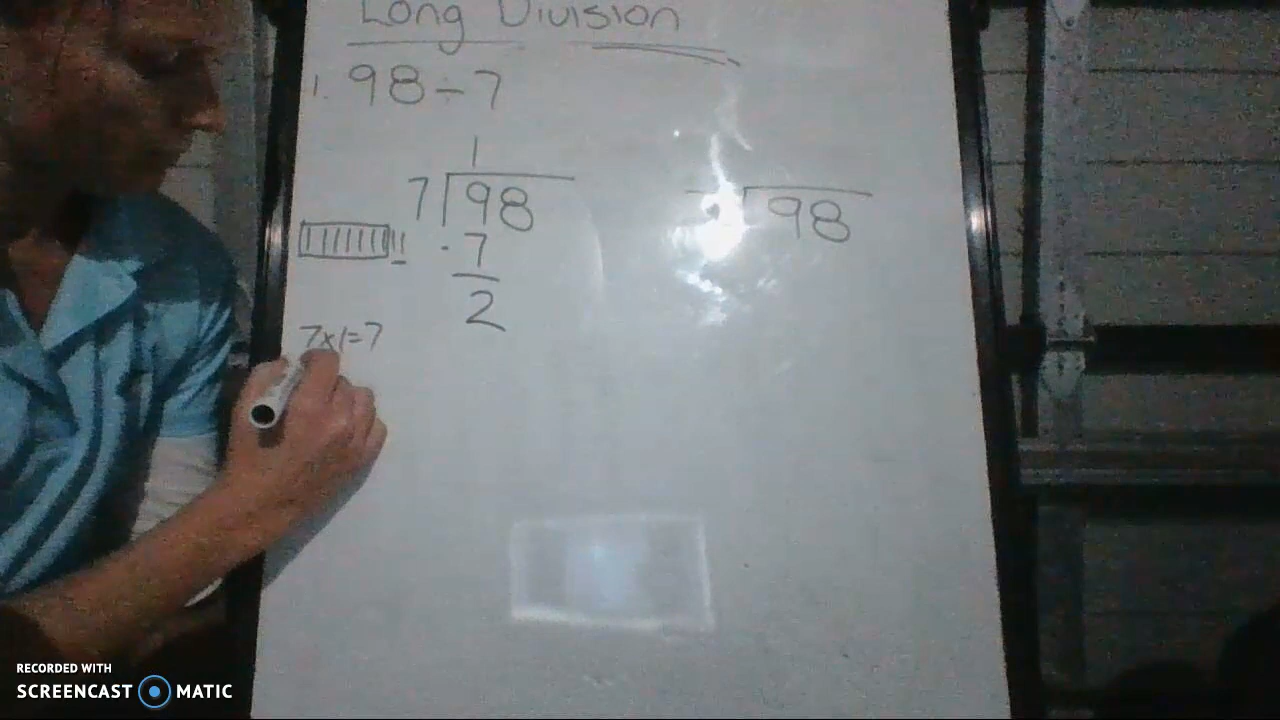 Long Division
1. 98÷7
1
7 98
98
- 7
2
7x1=7
RECORDED WITH
SCREENCAST MATIC